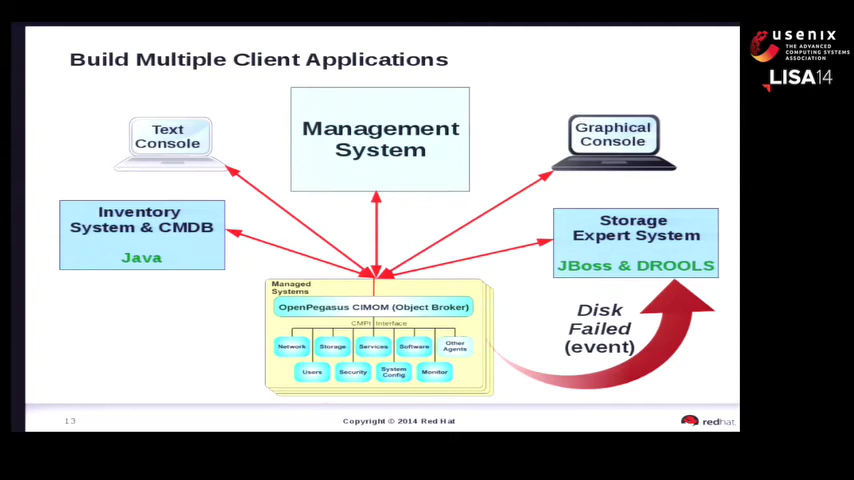 Build Multiple Client Applications
usenix
THE ADVANCED
COMPUTING SYSTEMS
ASSOCIATION
LISA14
Text
Console
Management
System
Graphical
Console
Inventory
System & CMDB
Java
Storage
Expert System
JBoss & DROOLS
Managed
Systems
OpenPegasus CIMOM (Object Broker)
CMPI Interface
Network
Storage
Services
Software
Other
Agents
Users
Security
System
Config
Monitor
Disk
Failed
(event)
13
Copyright © 2014 Red Hat
redhat.